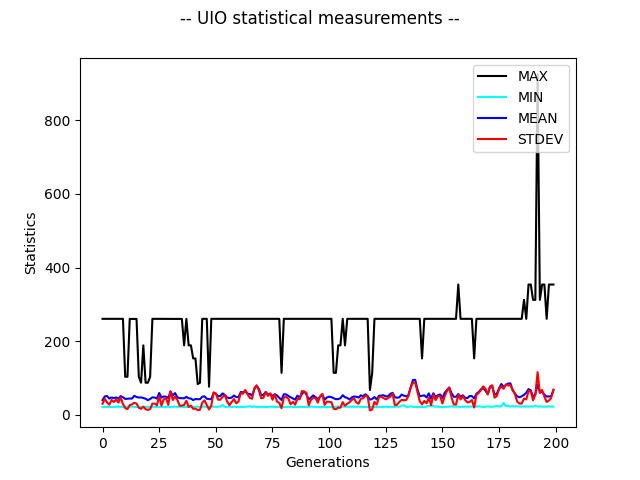 -- UIO statistical measurements --
MAX
MIN
MEAN
STDEV
800
600
400
200
0
Statistics
0 25 50 75 100 125 150 175 200
Generations